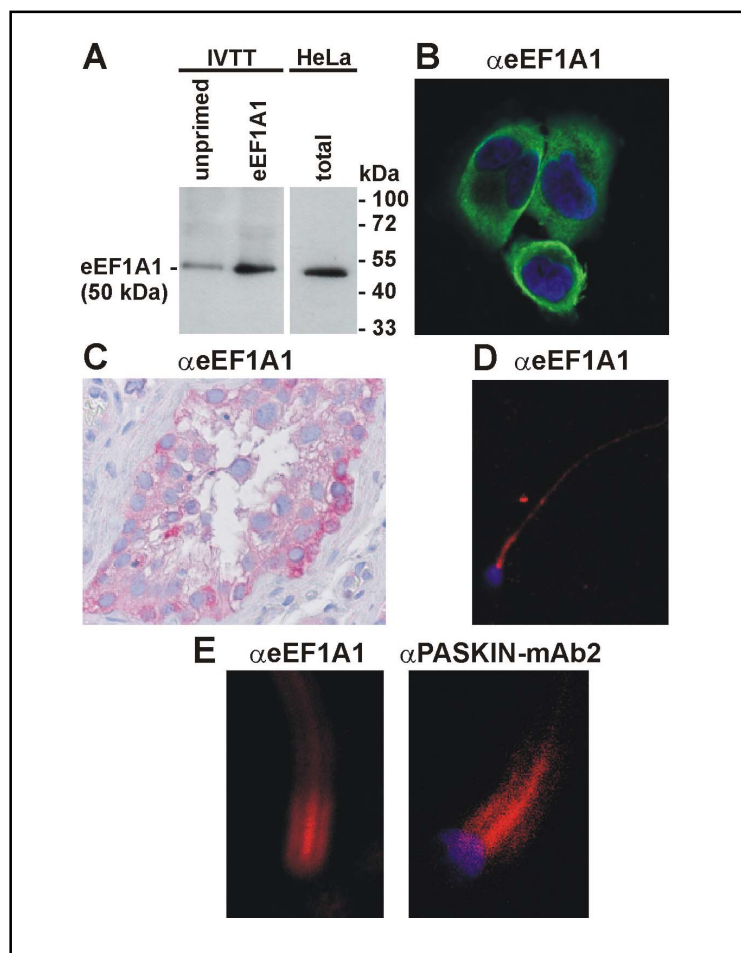 A
IVTT
HeLa
unprimed
eEF1A1
total
kDa
- 100
- 72
- 55
- 40
- 33
eEF1A1 -
(50 kDa)
B
αeEF1A1
C
αeEF1A1
D
αeEF1A1
E
αeEF1A1
αPASKIN-mAb2